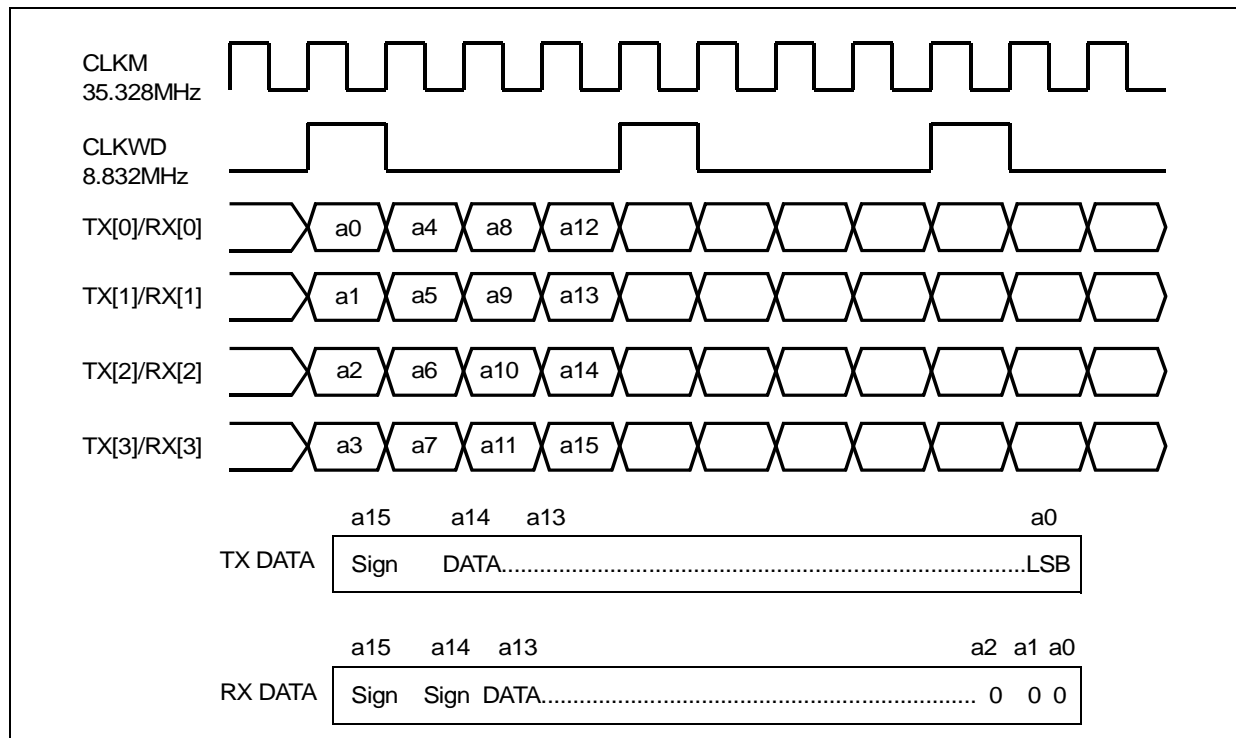 CLKM
35.328MHz
CLKWD
8.832MHz
TX[0]/RX[0] a0 a4 a8 a12
TX[1]/RX[1] a1 a5 a9 a13
TX[2]/RX[2] a2 a6 a10 a14
TX[3]/RX[3] a3 a7 a11 a15
a15 a14 a13 a0
TX DATA Sign DATA..................................................................................LSB
a15 a14 a13 a2 a1 a0
RX DATA Sign Sign DATA.................................................................... 0 0 0